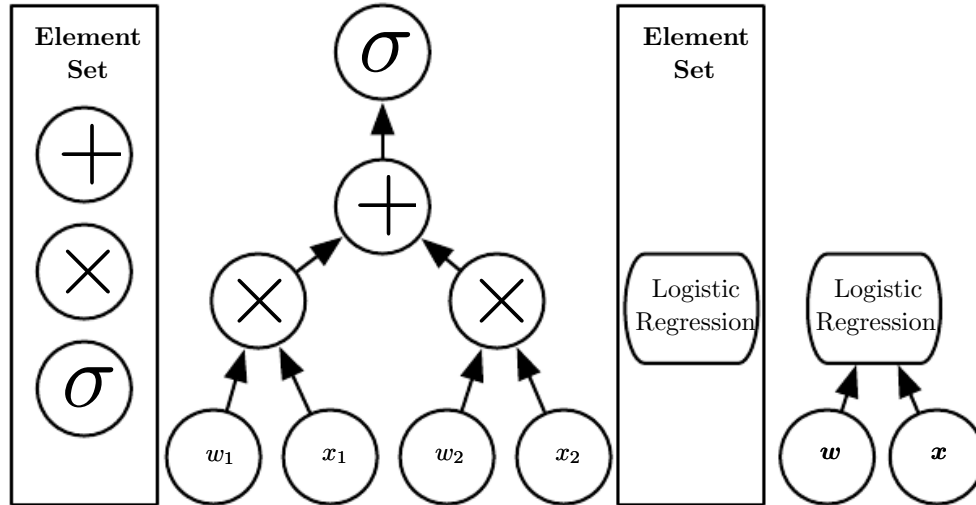 Element
Set
+
×
σ
σ
+
×
×
w₁
x₁
w₂
x₂
Element
Set
Logistic
Regression
Logistic
Regression
w
x